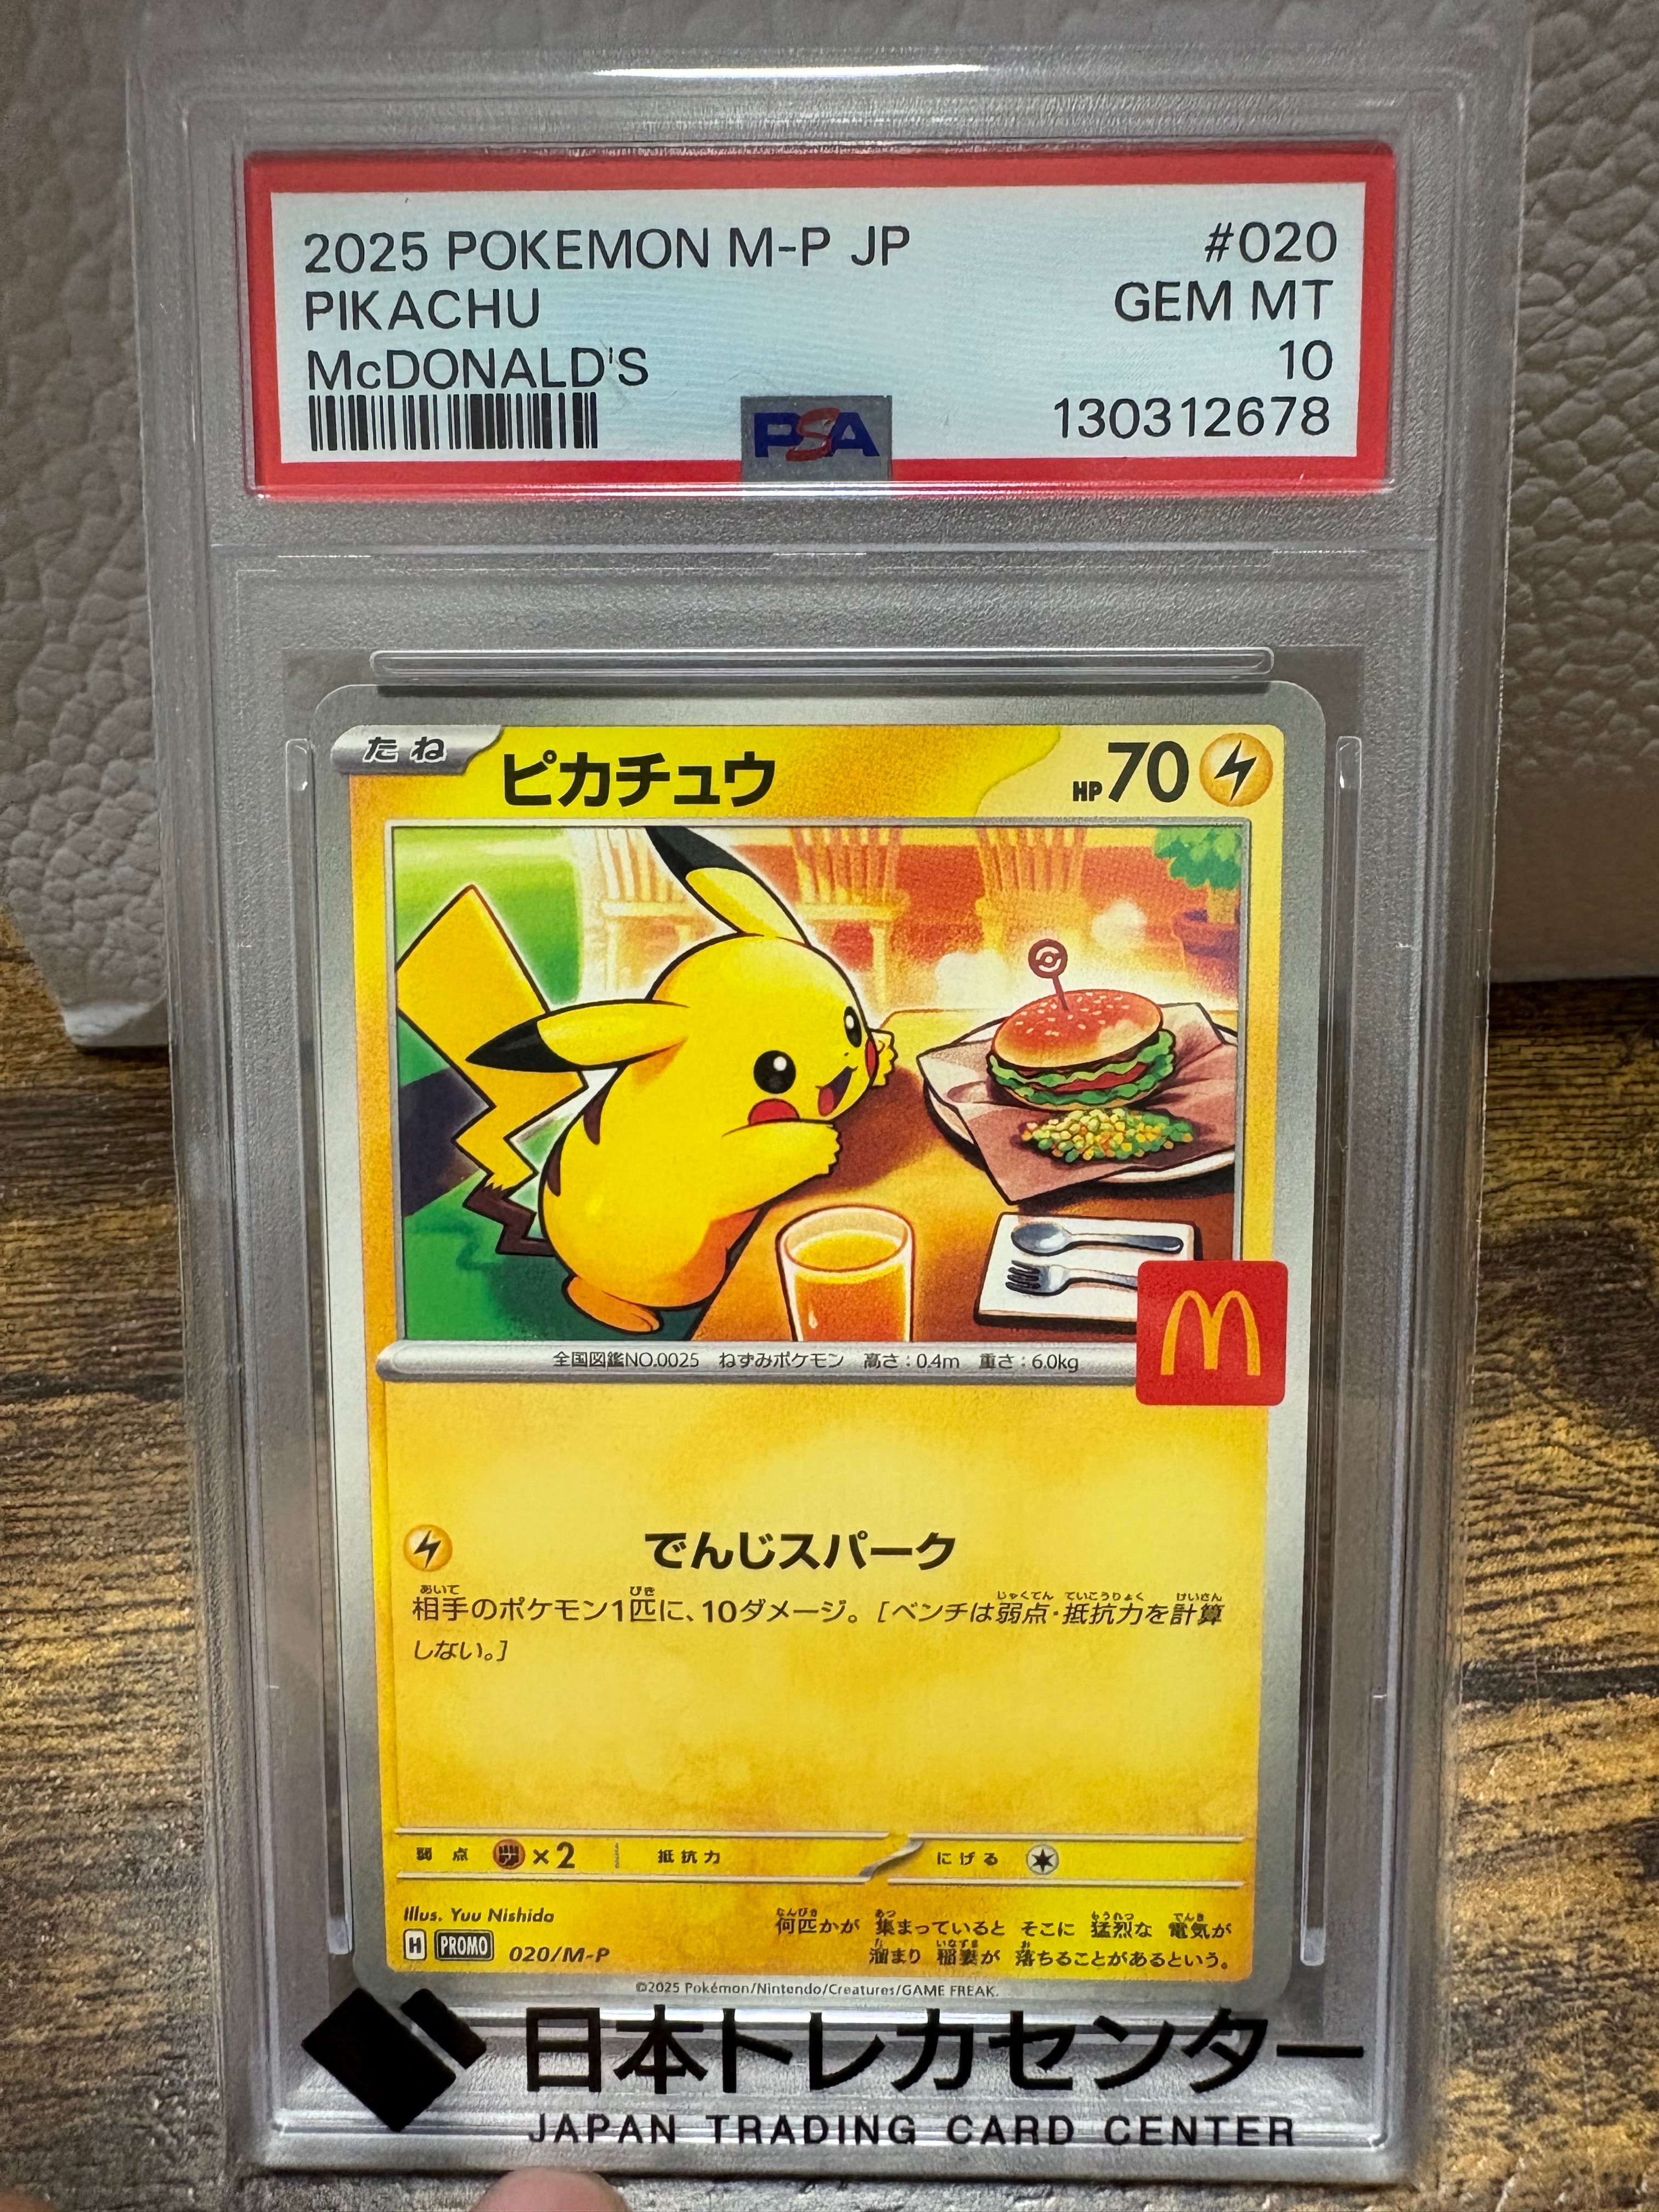 2025 POKEMON M-P JP #020
PIKACHU GEM MT
McDONALD'S 10
PSA 130312678
たね ピカチュウ HP70
全国図鑑NO.0025 ねずみポケモン 高さ:0.4m 重さ:6.0kg
でんじスパーク
相手のポケモン1匹に、10ダメージ。[ベンチは弱点・抵抗力を計算
しない。]
弱点 ×2 抵抗力 にげる
Illus. Yuu Nishida
H PROMO 020/M-P
何匹かが 集まっていると そこに 猛烈な 電気が
溜まり 稲妻が 落ちることがあるという。
©2025 Pokémon/Nintendo/Creatures/GAME FREAK.
日本トレカセンター
JAPAN TRADING CARD CENTER